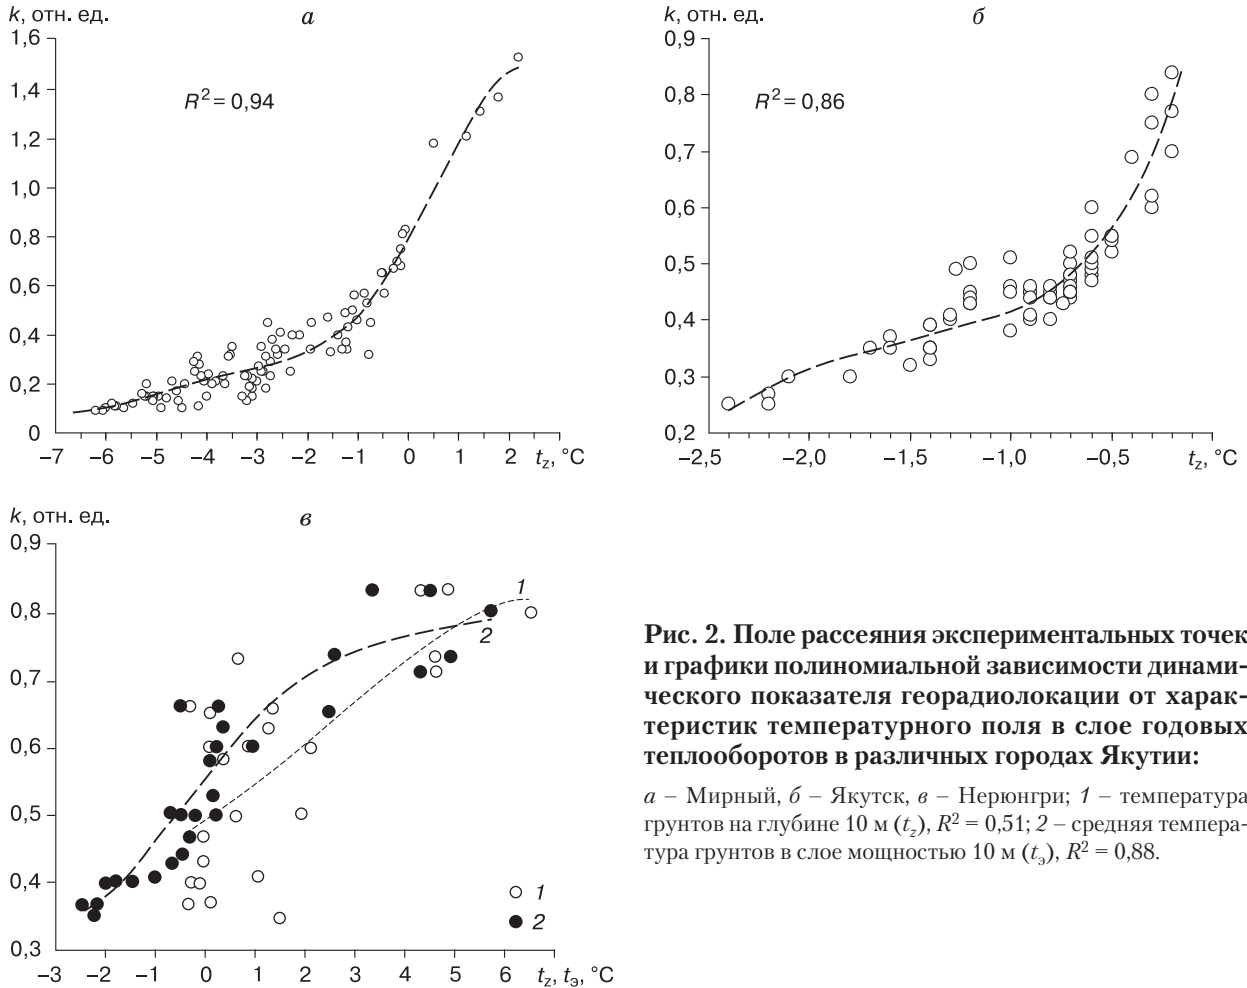 k, отн. ед.
а
1,6
1,4
1,2
1,0
0,8
0,6
0,4
0,2
0
R² = 0,94
–7 –6 –5 –4 –3 –2 –1 0 1 2 t_z, °C
k, отн. ед.
б
0,9
0,8
0,7
0,6
0,5
0,4
0,3
0,2
R² = 0,86
–2,5 –2,0 –1,5 –1,0 –0,5 t_z, °C
k, отн. ед.
в
0,9
0,8
0,7
0,6
0,5
0,4
0,3
1
2
1
2
–3 –2 –1 0 1 2 3 4 5 6 t_z, t_э, °C
Рис. 2. Поле рассеяния экспериментальных точек
и графики полиномиальной зависимости динами-
ческого показателя георадиолокации от харак-
теристик температурного поля в слое годовых
теплооборотов в различных городах Якутии:
а – Мирный, б – Якутск, в – Нерюнгри; 1 – температура
грунтов на глубине 10 м (t_z), R² = 0,51; 2 – средняя темпера-
тура грунтов в слое мощностью 10 м (t_э), R² = 0,88.